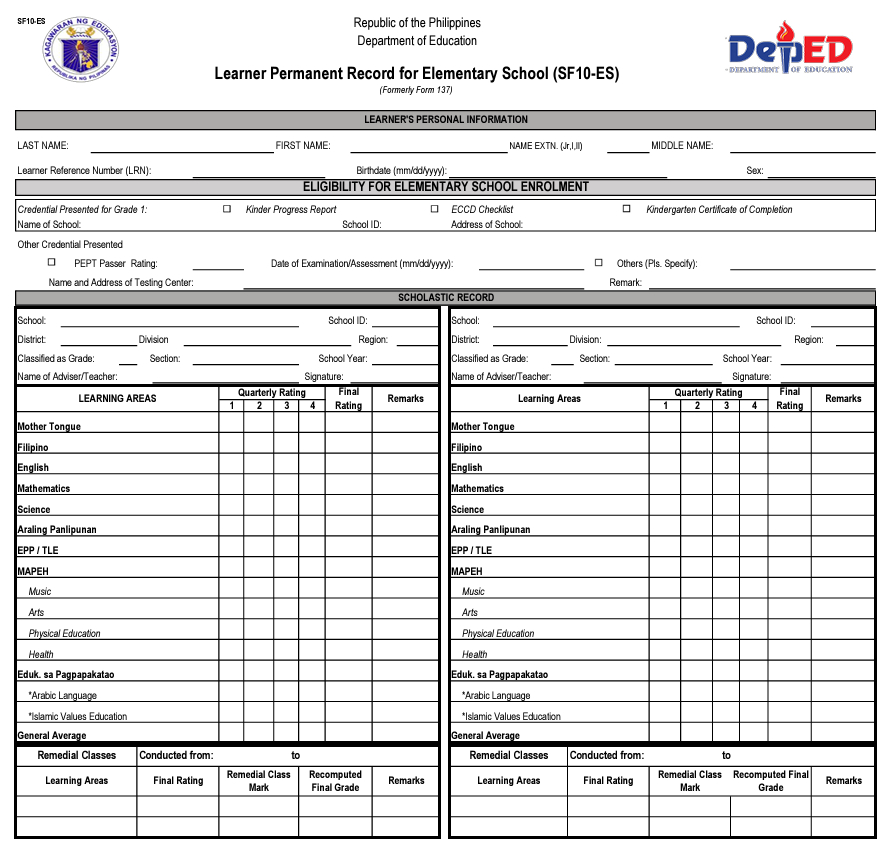 SF10-ES
KAGAWARAN NG EDUKASYON
REPUBLIKA NG PILIPINAS
Republic of the Philippines
Department of Education
Learner Permanent Record for Elementary School (SF10-ES)
(Formerly Form 137)
DepED
DEPARTMENT OF EDUCATION
LEARNER'S PERSONAL INFORMATION
LAST NAME: FIRST NAME: NAME EXTN. (Jr,I,II) MIDDLE NAME:
Learner Reference Number (LRN): Birthdate (mm/dd/yyyy): Sex:
ELIGIBILITY FOR ELEMENTARY SCHOOL ENROLMENT
Credential Presented for Grade 1: ☐ Kinder Progress Report ☐ ECCD Checklist ☐ Kindergarten Certificate of Completion
Name of School: School ID: Address of School:
Other Credential Presented
☐ PEPT Passer Rating: Date of Examination/Assessment (mm/dd/yyyy): ☐ Others (Pls. Specify):
Name and Address of Testing Center: Remark:
SCHOLASTIC RECORD
School: School ID:
District: Division Region:
Classified as Grade: Section: School Year:
Name of Adviser/Teacher: Signature:
LEARNING AREAS Quarterly Rating Final Rating Remarks
1 2 3 4
Mother Tongue
Filipino
English
Mathematics
Science
Araling Panlipunan
EPP / TLE
MAPEH
Music
Arts
Physical Education
Health
Eduk. sa Pagpapakatao
*Arabic Language
*Islamic Values Education
General Average
Remedial Classes Conducted from: to
Learning Areas Final Rating Remedial Class Mark Recomputed Final Grade Remarks
School: School ID:
District: Division: Region:
Classified as Grade: Section: School Year:
Name of Adviser/Teacher: Signature:
Learning Areas Quarterly Rating Final Rating Remarks
1 2 3 4
Mother Tongue
Filipino
English
Mathematics
Science
Araling Panlipunan
EPP / TLE
MAPEH
Music
Arts
Physical Education
Health
Eduk. sa Pagpapakatao
*Arabic Language
*Islamic Values Education
General Average
Remedial Classes Conducted from: to
Learning Areas Final Rating Remedial Class Mark Recomputed Final Grade Remarks